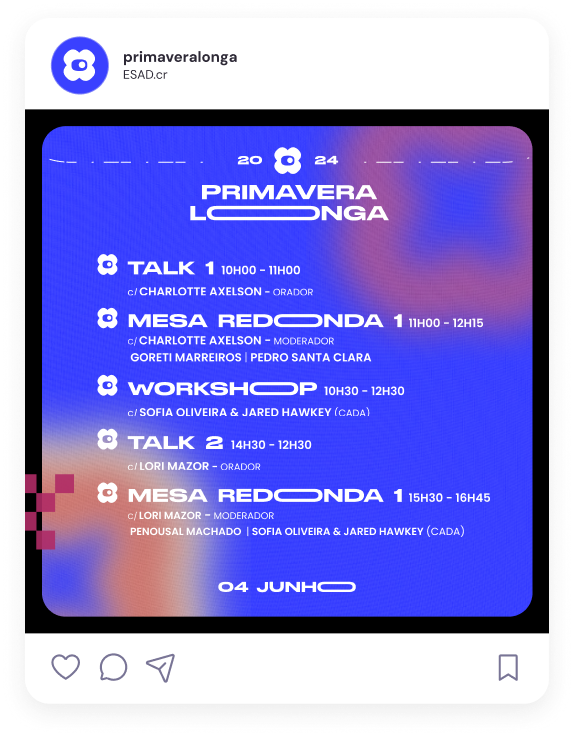 primaveralonga
ESAD.cr
20 24
PRIMAVERA
LONGA
TALK 1 10H00 - 11H00
c/ CHARLOTTE AXELSON - ORADOR
MESA REDONDA 1 11H00 - 12H15
c/ CHARLOTTE AXELSON - MODERADOR
GORETI MARREIROS | PEDRO SANTA CLARA
WORKSHOP 10H30 - 12H30
c/ SOFIA OLIVEIRA & JARED HAWKEY (CADA)
TALK 2 14H30 - 12H30
c/ LORI MAZOR - ORADOR
MESA REDONDA 1 15H30 - 16H45
c/ LORI MAZOR - MODERADOR
PENOUSAL MACHADO | SOFIA OLIVEIRA & JARED HAWKEY (CADA)
04 JUNHO